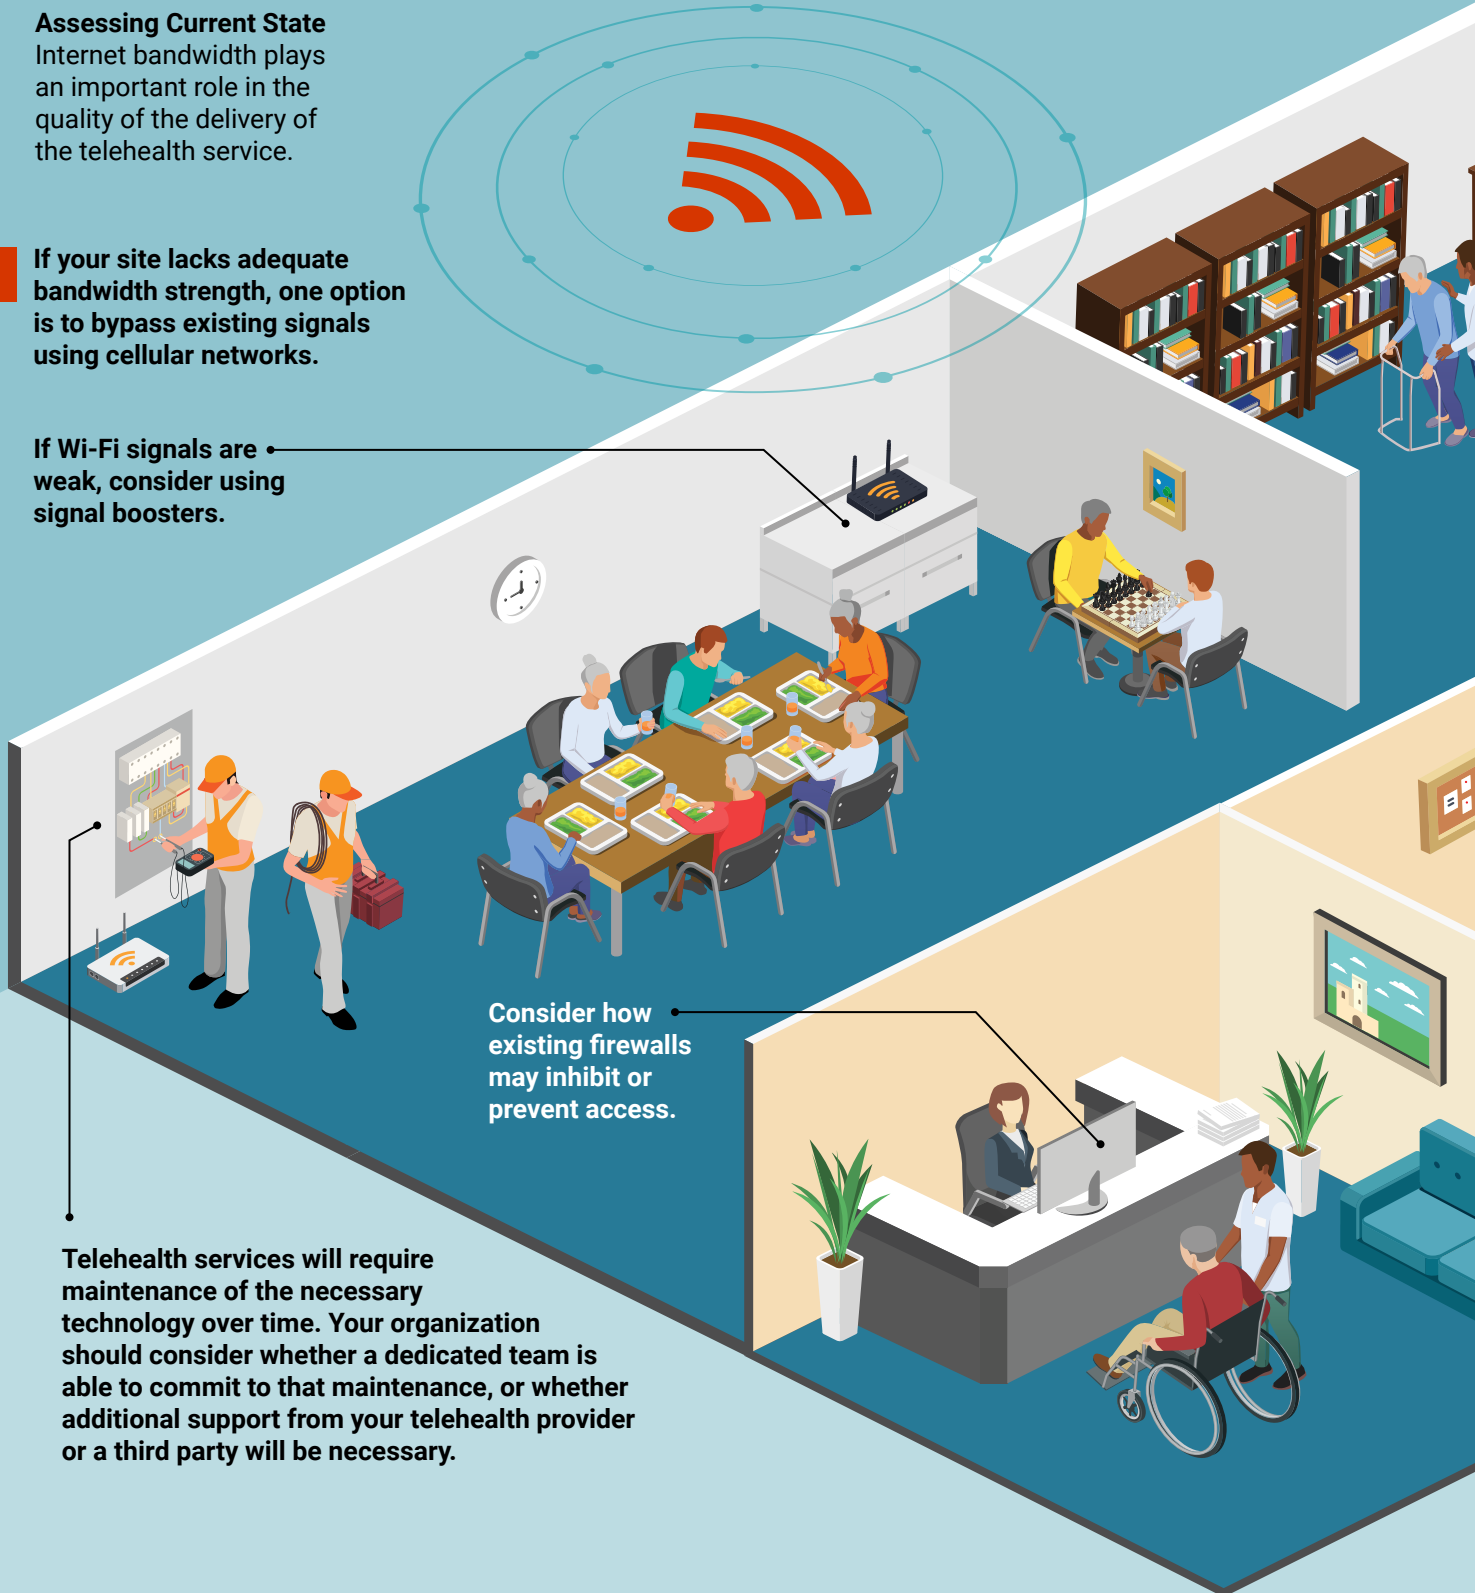 Assessing Current State
Internet bandwidth plays
an important role in the
quality of the delivery of
the telehealth service.
If your site lacks adequate
bandwidth strength, one option
is to bypass existing signals
using cellular networks.
If Wi-Fi signals are
weak, consider using
signal boosters.
Consider how
existing firewalls
may inhibit or
prevent access.
Telehealth services will require
maintenance of the necessary
technology over time. Your organization
should consider whether a dedicated team is
able to commit to that maintenance, or whether
additional support from your telehealth provider
or a third party will be necessary.